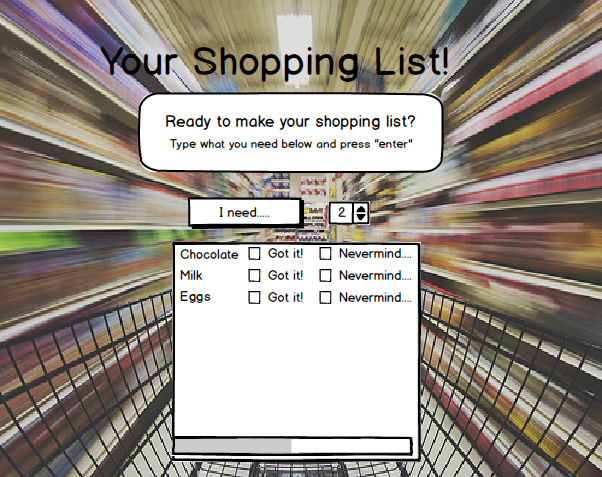 Your Shopping List!
Ready to make your shopping list?
Type what you need below and press "enter"
I need..... 2
Chocolate Got it! Nevermind....
Milk Got it! Nevermind....
Eggs Got it! Nevermind....